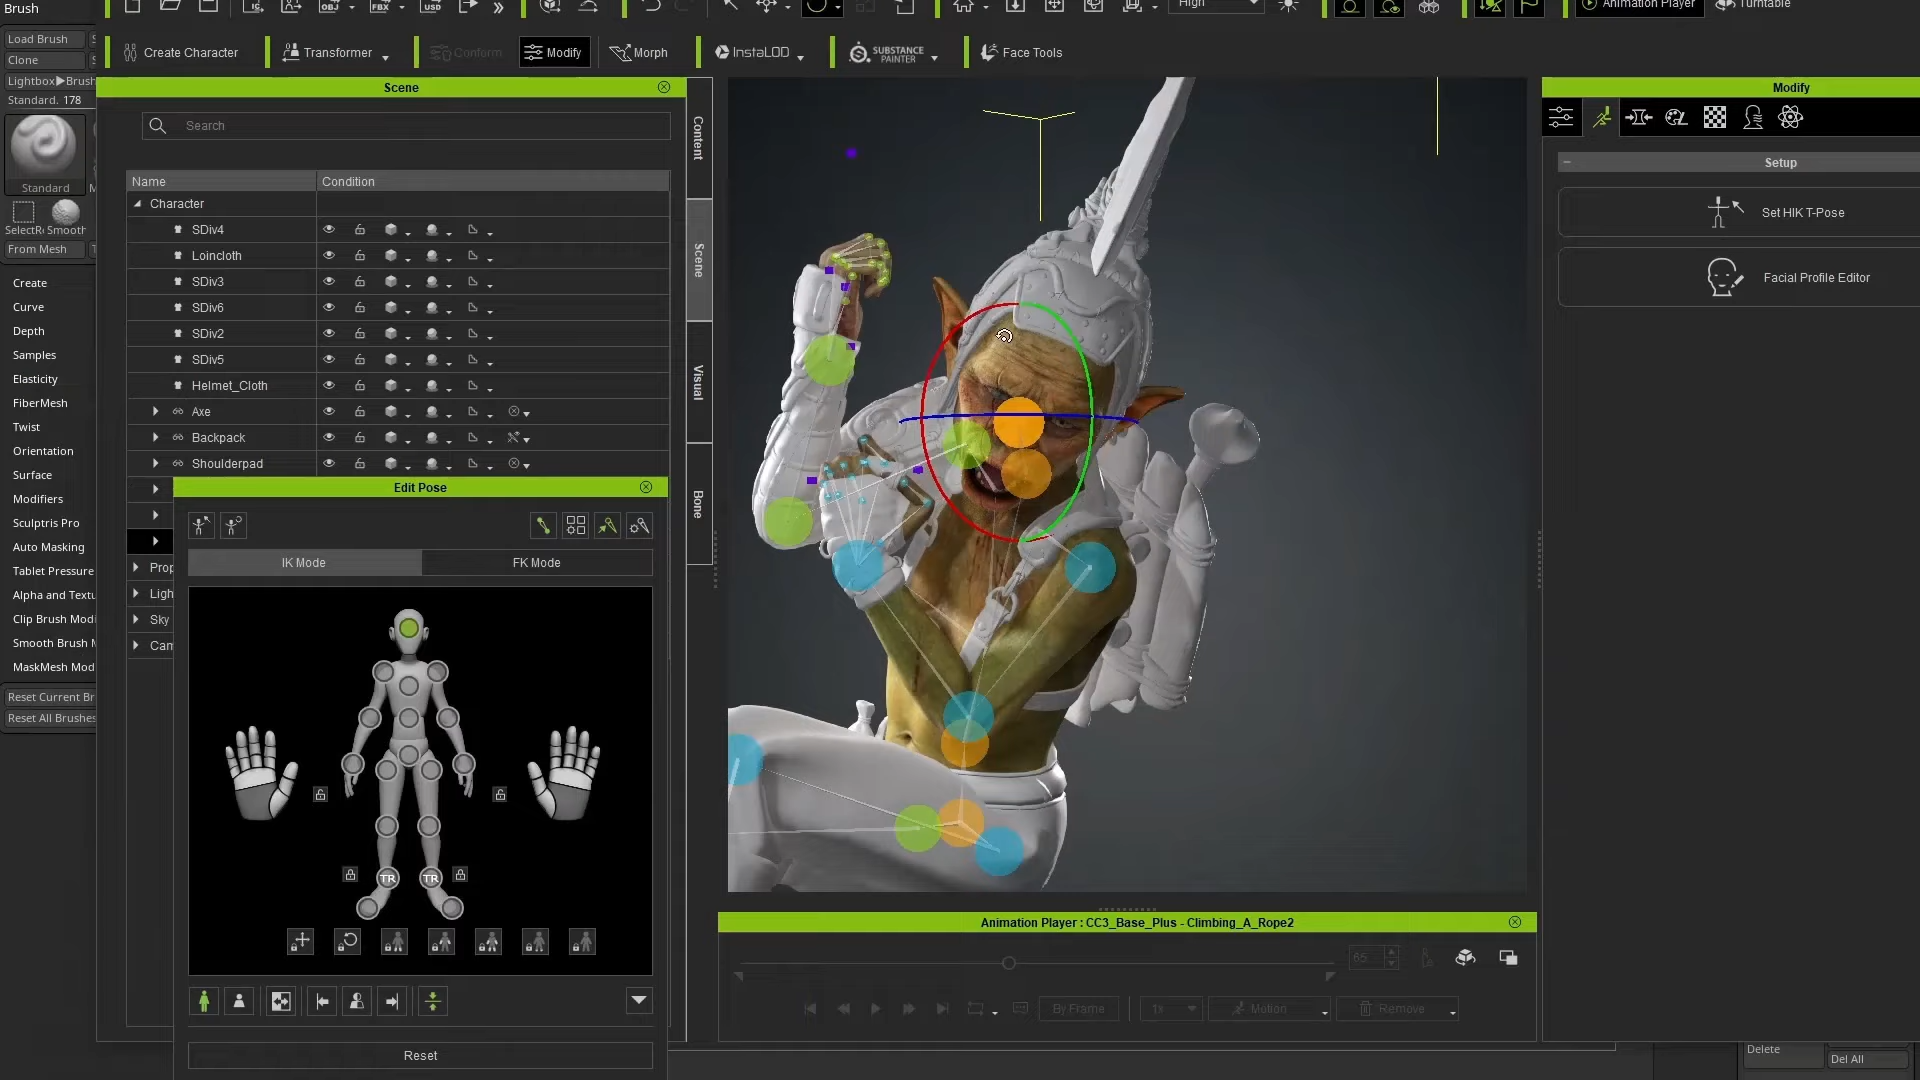 Brush
High
Animation Player
Turntable
Load Brush
Clone
Lightbox▶Brush
Standard. 178
Standard
SelectRe Smooth
From Mesh
Create
Curve
Depth
Samples
Elasticity
FiberMesh
Twist
Orientation
Surface
Modifiers
Sculptris Pro
Auto Masking
Tablet Pressure
Alpha and Textu
Clip Brush Modi
Smooth Brush M
MaskMesh Mod
Reset Current Br
Reset All Brushes
Create Character
Transformer
Conform
Modify
Morph
InstaLOD
SUBSTANCE
PAINTER
Face Tools
Scene
Search
Name Condition
Character
SDiv4
Loincloth
SDiv3
SDiv6
SDiv2
SDiv5
Helmet_Cloth
Axe
Backpack
Shoulderpad
Prop
Ligh
Sky
Cam
Content
Scene
Visual
Bone
Edit Pose
IK Mode FK Mode
TR TR
Reset
Modify
Setup
Set HIK T-Pose
Facial Profile Editor
Animation Player : CC3_Base_Plus - Climbing_A_Rope2
65
By Frame
1x
Motion
Remove
Delete
Del All